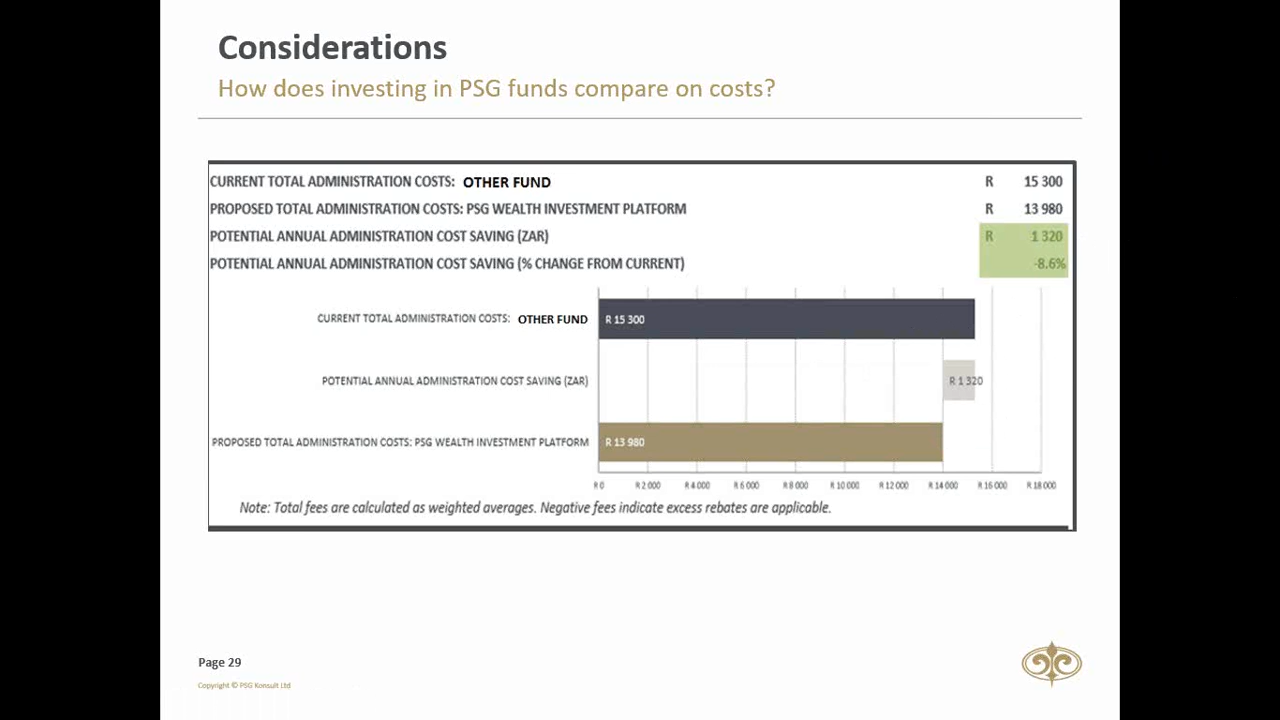 Considerations
How does investing in PSG funds compare on costs?
CURRENT TOTAL ADMINISTRATION COSTS: OTHER FUND R 15 300
PROPOSED TOTAL ADMINISTRATION COSTS: PSG WEALTH INVESTMENT PLATFORM R 13 980
POTENTIAL ANNUAL ADMINISTRATION COST SAVING (ZAR) R 1 320
POTENTIAL ANNUAL ADMINISTRATION COST SAVING (% CHANGE FROM CURRENT) -8.6%
CURRENT TOTAL ADMINISTRATION COSTS: OTHER FUND R 15 300
POTENTIAL ANNUAL ADMINISTRATION COST SAVING (ZAR) R 1 320
PROPOSED TOTAL ADMINISTRATION COSTS: PSG WEALTH INVESTMENT PLATFORM R 13 980
R 0 R 2 000 R 4 000 R 6 000 R 8 000 R 10 000 R 12 000 R 14 000 R 16 000 R 18 000
Note: Total fees are calculated as weighted averages. Negative fees indicate excess rebates are applicable.
Page 29
Copyright © PSG Konsult Ltd